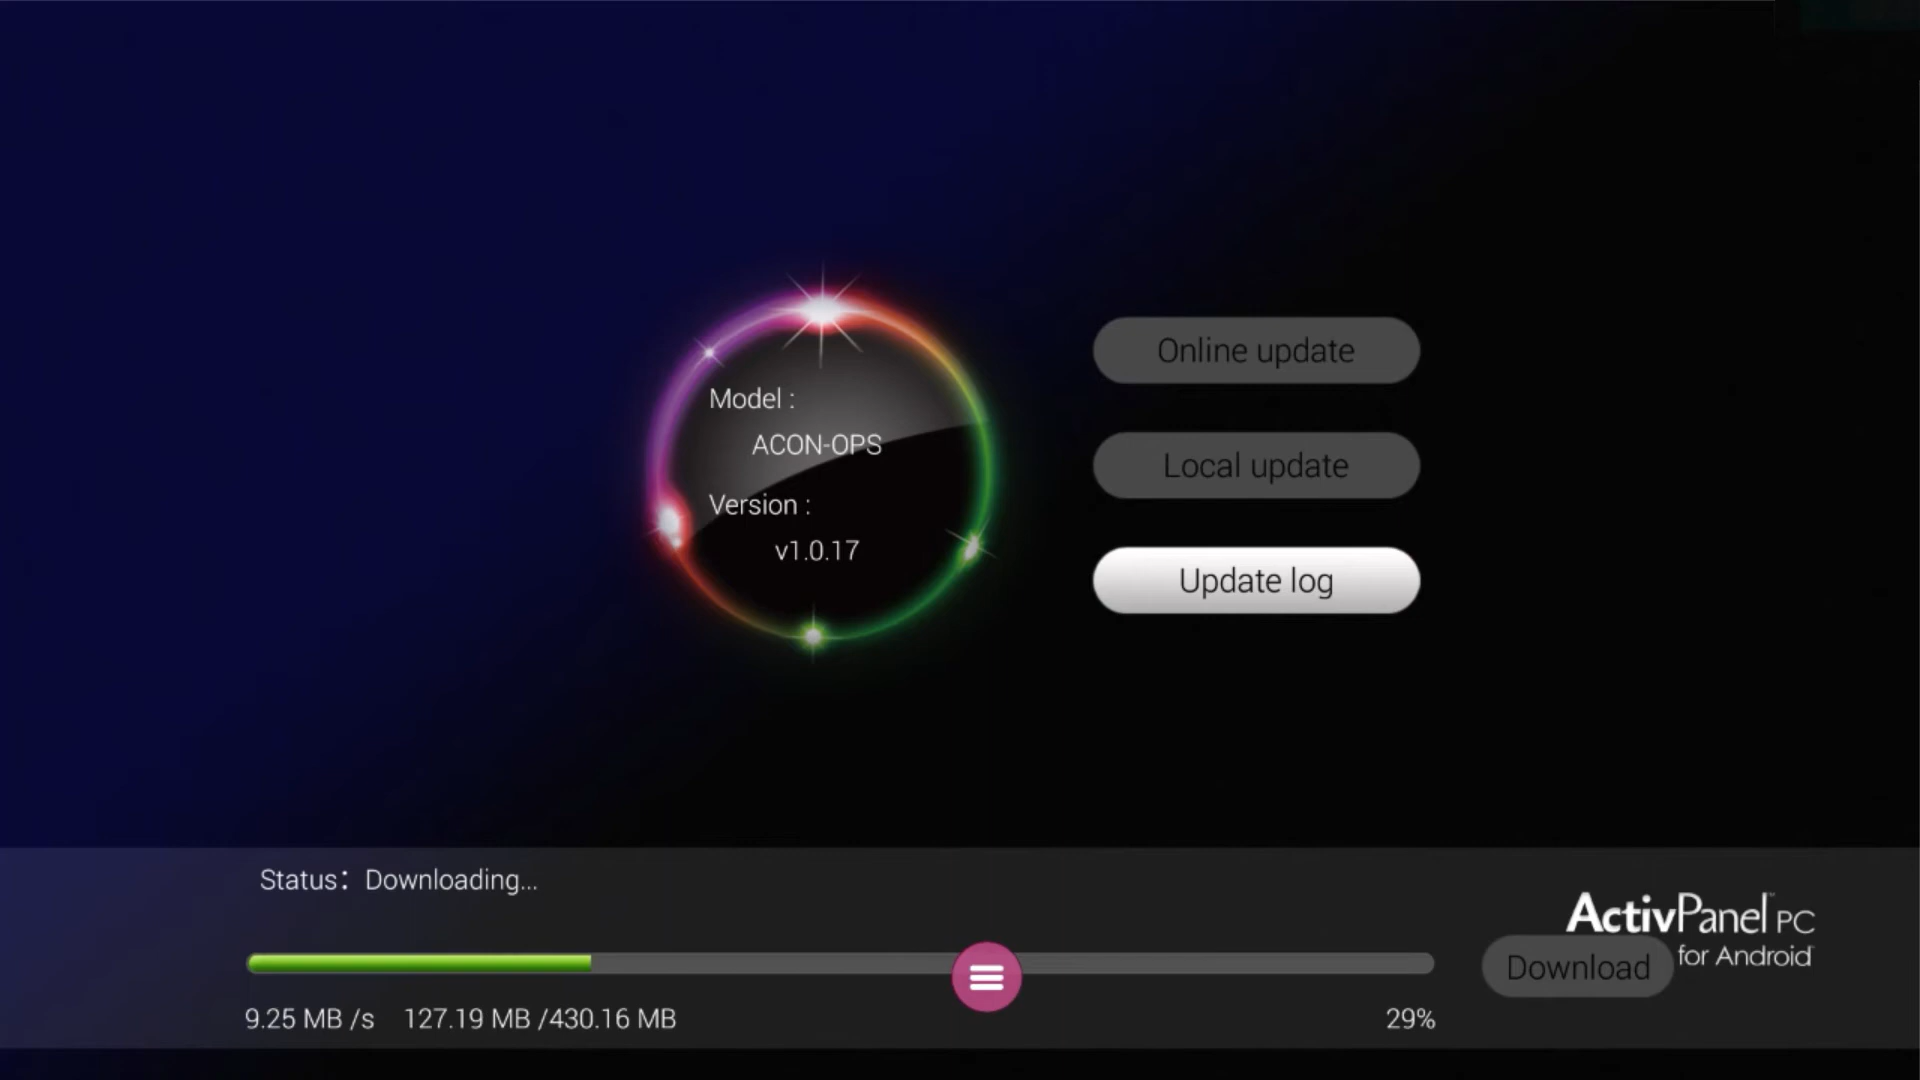 Model :
ACON-OPS
Version :
v1.0.17
Online update
Local update
Update log
Status: Downloading...
9.25 MB /s 127.19 MB /430.16 MB
29%
ActivPanel™ PC
for Android
Download